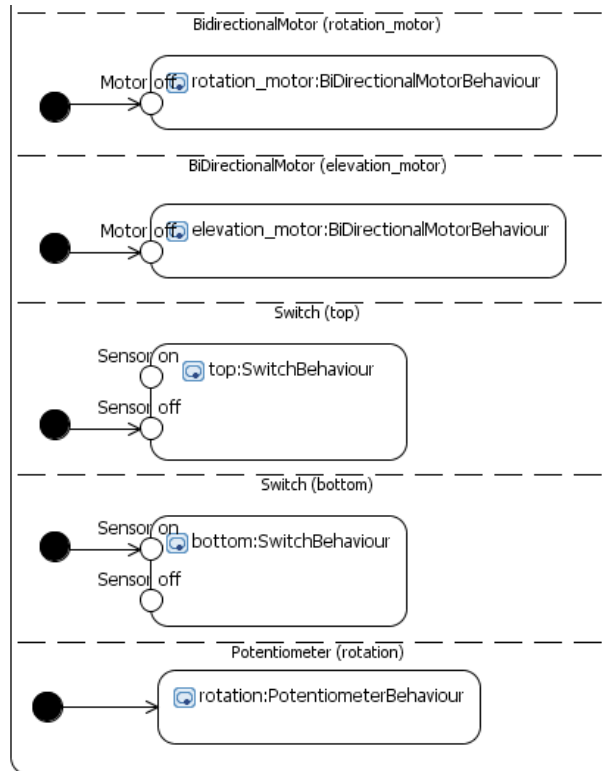 BidirectionalMotor (rotation_motor)
Motor off
rotation_motor:BiDirectionalMotorBehaviour
BiDirectionalMotor (elevation_motor)
Motor off
elevation_motor:BiDirectionalMotorBehaviour
Switch (top)
Sensor on
top:SwitchBehaviour
Sensor off
Switch (bottom)
Sensor on
bottom:SwitchBehaviour
Sensor off
Potentiometer (rotation)
rotation:PotentiometerBehaviour